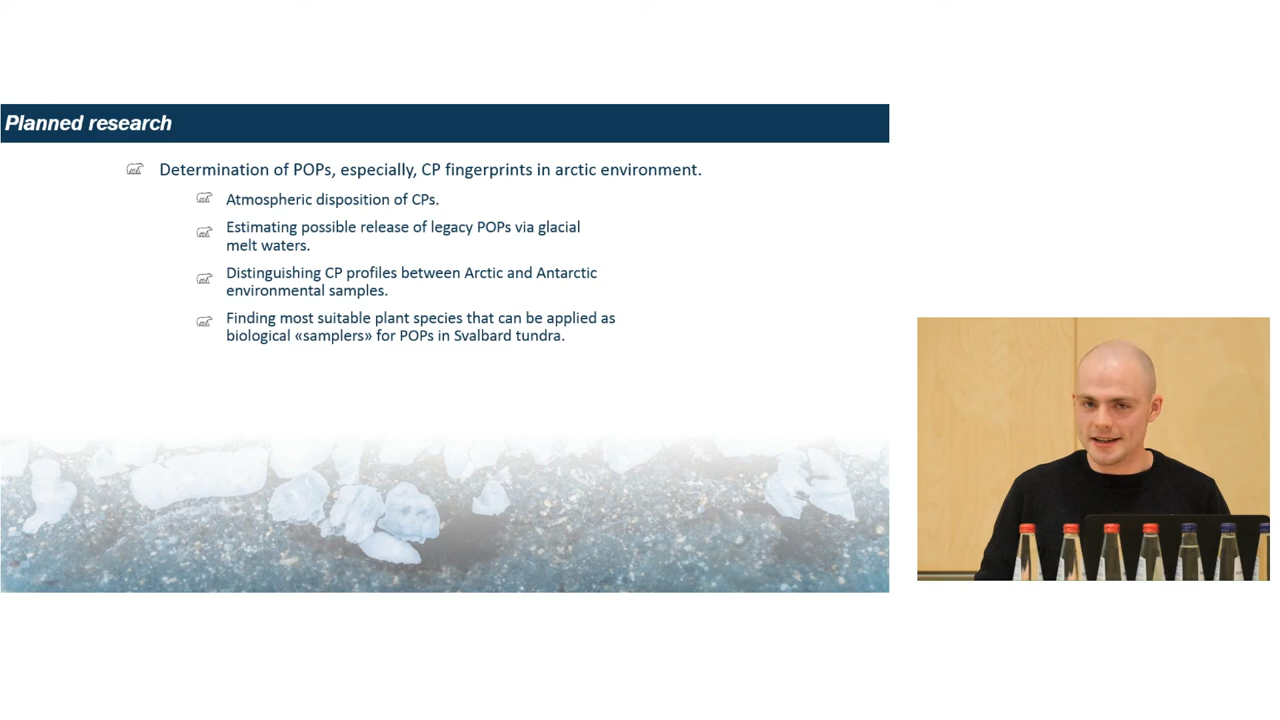 Planned research
Determination of POPs, especially, CP fingerprints in arctic environment.
Atmospheric disposition of CPs.
Estimating possible release of legacy POPs via glacial
melt waters.
Distinguishing CP profiles between Arctic and Antarctic
environmental samples.
Finding most suitable plant species that can be applied as
biological «samplers» for POPs in Svalbard tundra.